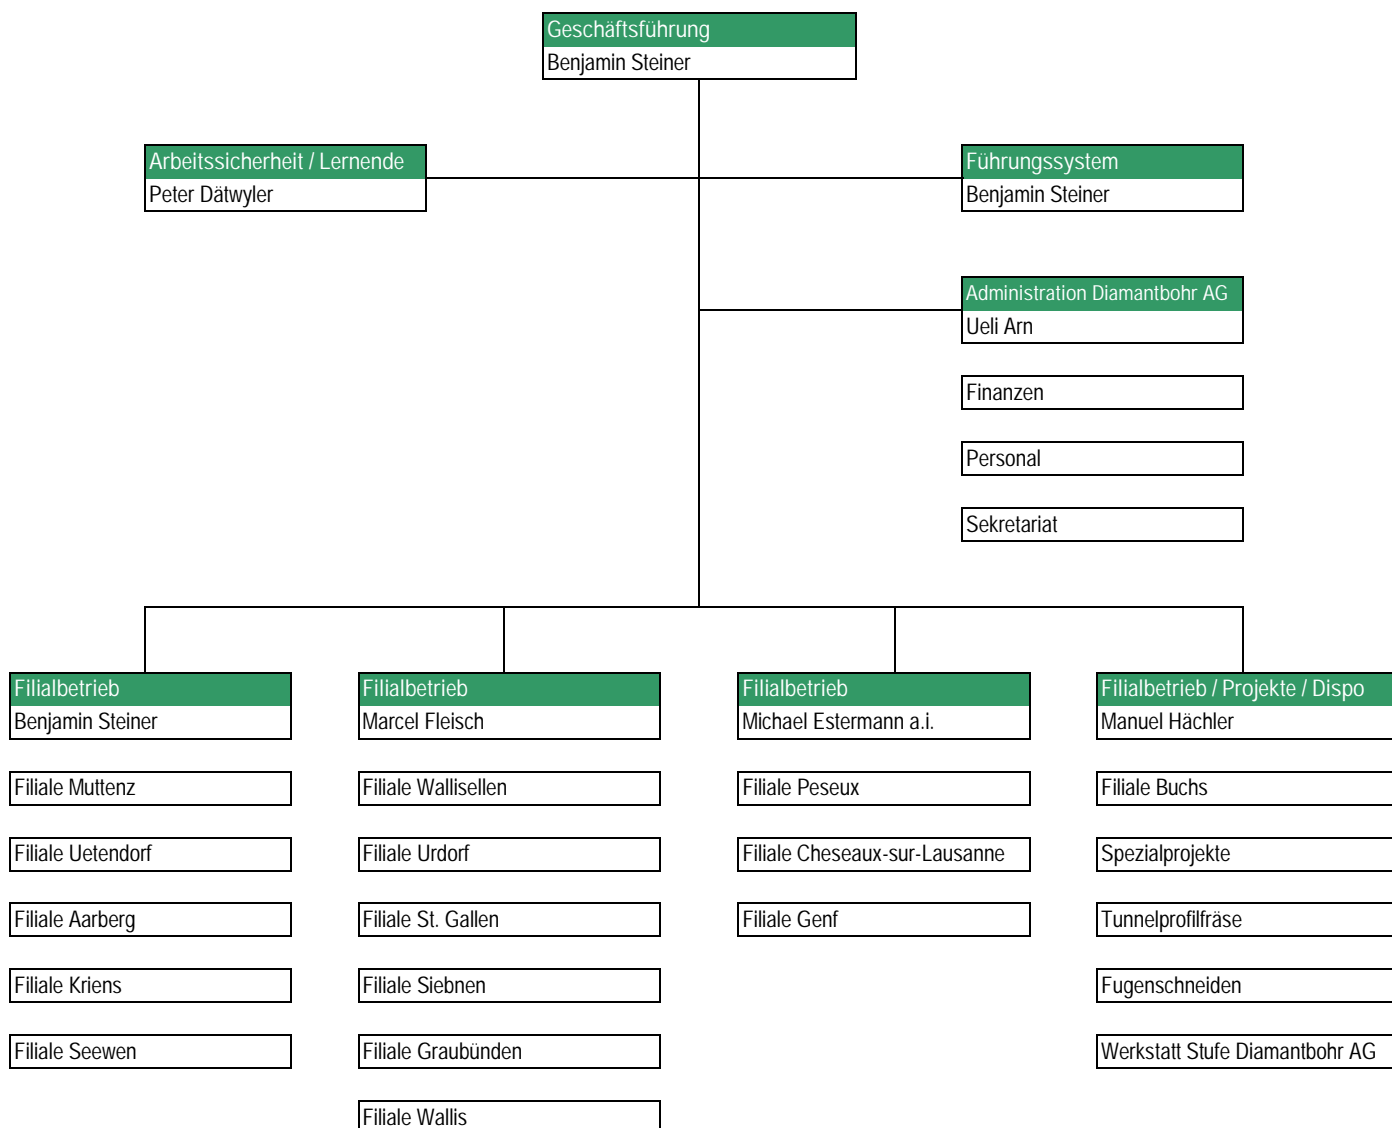 Geschäftsführung
Benjamin Steiner
Arbeitssicherheit / Lernende
Peter Dätwyler
Führungssystem
Benjamin Steiner
Administration Diamantbohr AG
Ueli Arn
Finanzen
Personal
Sekretariat
Filialbetrieb
Benjamin Steiner
Filiale Muttenz
Filiale Uetendorf
Filiale Aarberg
Filiale Kriens
Filiale Seewen
Filialbetrieb
Marcel Fleisch
Filiale Wallisellen
Filiale Urdorf
Filiale St. Gallen
Filiale Siebnen
Filiale Graubünden
Filiale Wallis
Filialbetrieb
Michael Estermann a.i.
Filiale Peseux
Filiale Cheseaux-sur-Lausanne
Filiale Genf
Filialbetrieb / Projekte / Dispo
Manuel Hächler
Filiale Buchs
Spezialprojekte
Tunnelprofilfräse
Fugenschneiden
Werkstatt Stufe Diamantbohr AG